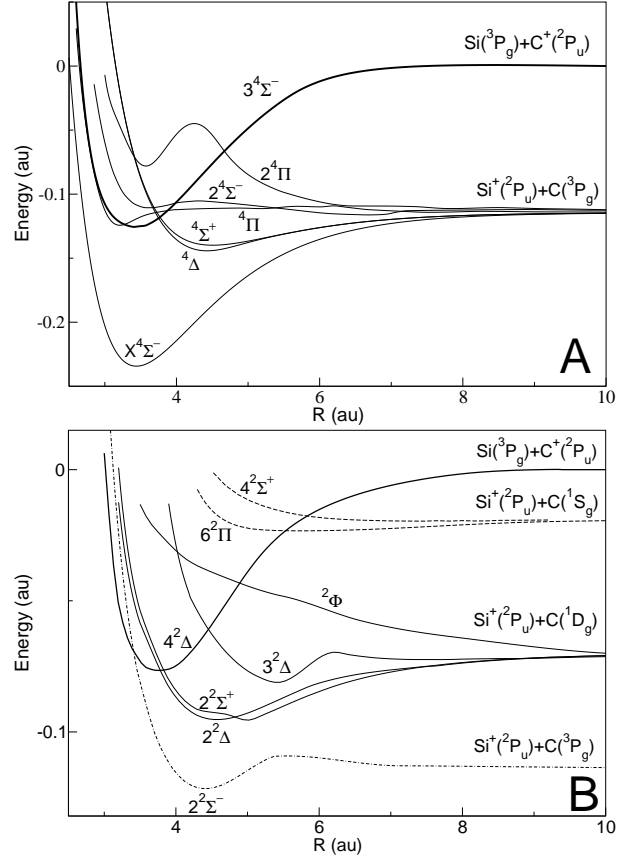 Si(³P_g)+C⁺(²P_u)
0
3⁴Σ⁻
2⁴Π
-0.1
2⁴Σ⁻
Si⁺(²P_u)+C(³P_g)
⁴Π
⁴Σ⁺
⁴Δ
Energy (au)
-0.2
X⁴Σ⁻
A
4 6 8 10
R (au)
Si(³P_g)+C⁺(²P_u)
0
4²Σ⁺
Si⁺(²P_u)+C(¹S_g)
6²Π
²Φ
Si⁺(²P_u)+C(¹D_g)
4²Δ
3²Δ
Energy (au)
2²Σ⁺
-0.1
2²Δ
Si⁺(²P_u)+C(³P_g)
2²Σ⁻
B
4 6 8 10
R (au)